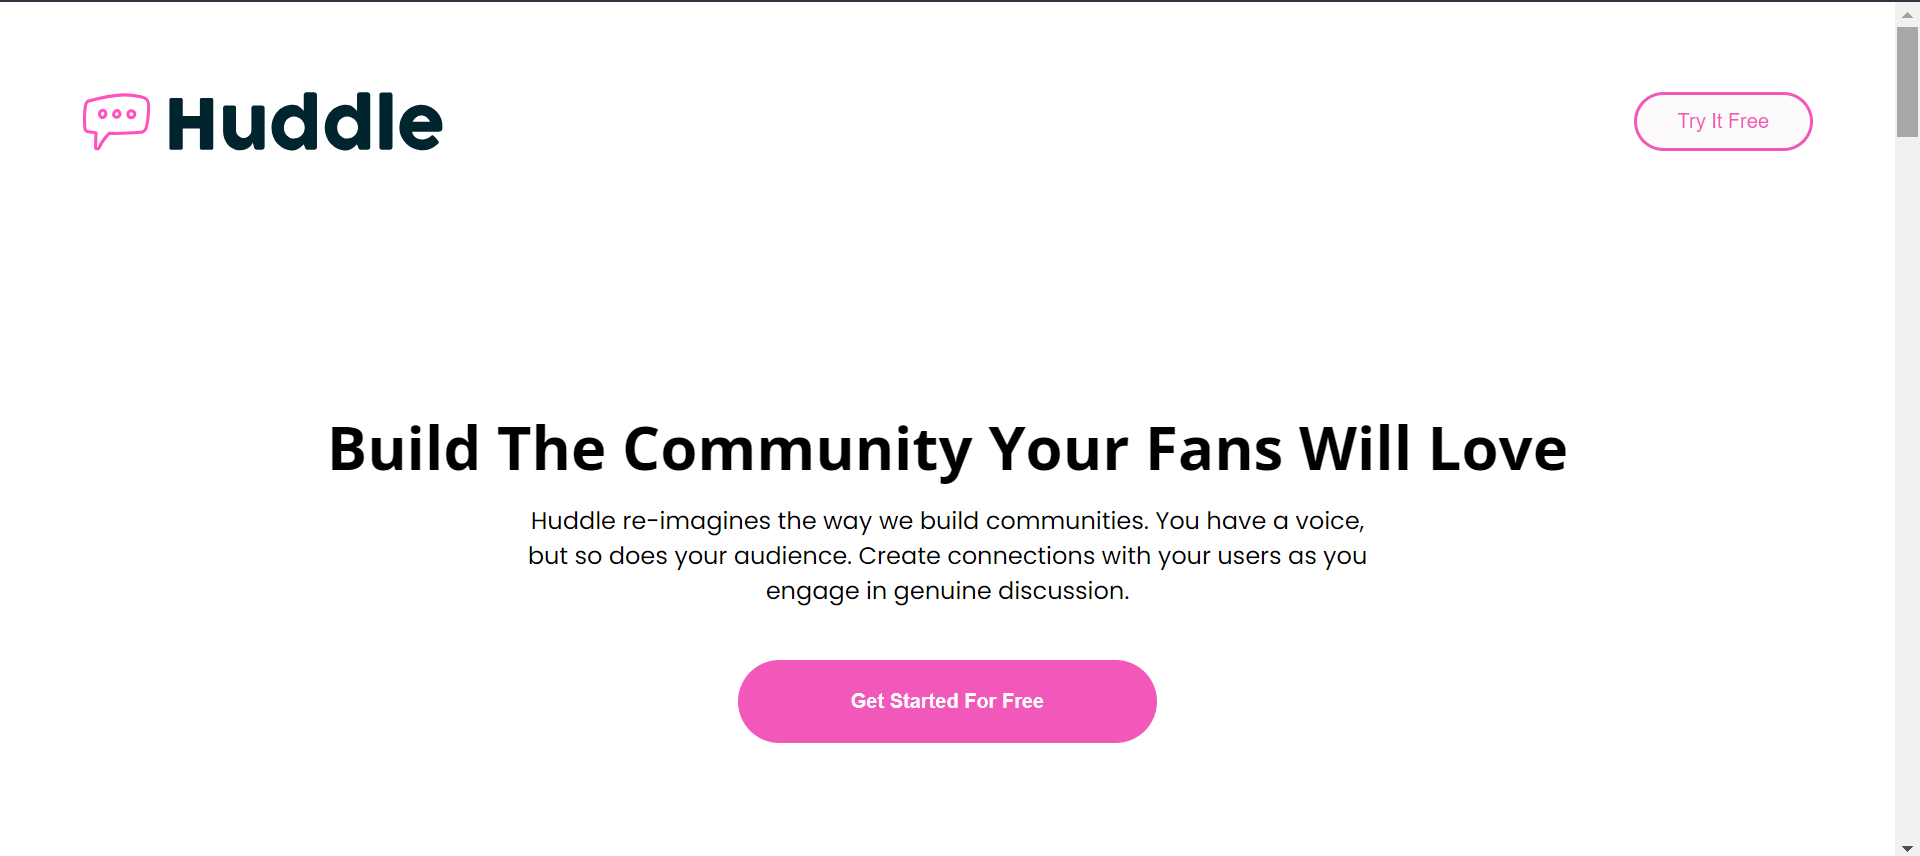 Huddle
Try It Free
Build The Community Your Fans Will Love
Huddle re-imagines the way we build communities. You have a voice,
but so does your audience. Create connections with your users as you
engage in genuine discussion.
Get Started For Free